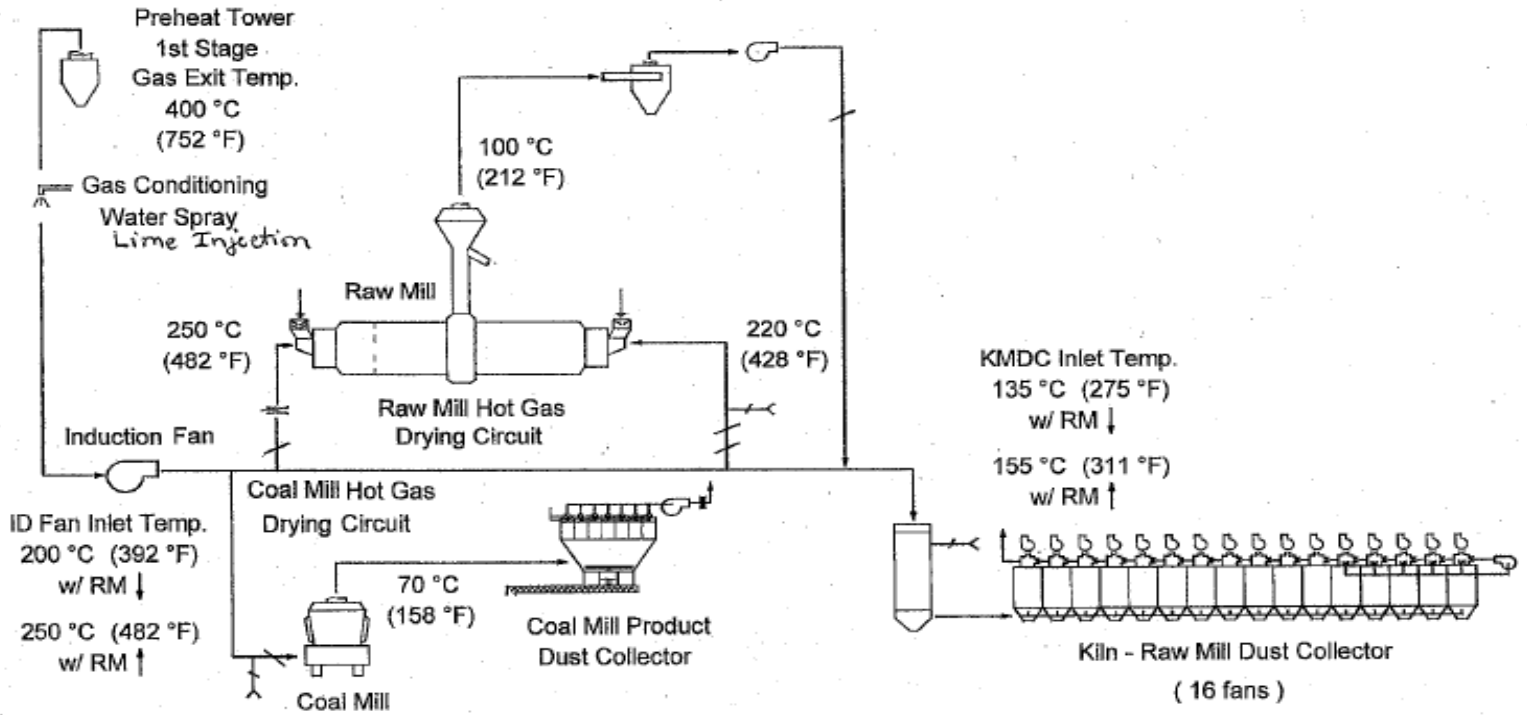 Preheat Tower
1st Stage
Gas Exit Temp.
400 °C
(752 °F)
Gas Conditioning
Water Spray
Lime Injection
100 °C
(212 °F)
Raw Mill
250 °C
(482 °F)
220 °C
(428 °F)
Raw Mill Hot Gas
Drying Circuit
Induction Fan
KMDC Inlet Temp.
135 °C (275 °F)
w/ RM ↓
155 °C (311 °F)
w/ RM ↑
Coal Mill Hot Gas
Drying Circuit
ID Fan Inlet Temp.
200 °C (392 °F)
w/ RM ↓
250 °C (482 °F)
w/ RM ↑
70 °C
(158 °F)
Coal Mill Product
Dust Collector
Coal Mill
Kiln - Raw Mill Dust Collector
( 16 fans )